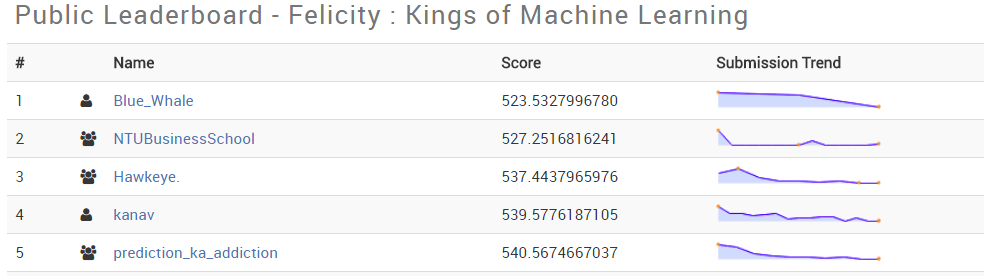 Public Leaderboard - Felicity : Kings of Machine Learning
# Name Score Submission Trend
1 Blue_Whale 523.5327996780
2 NTUBusinessSchool 527.2516816241
3 Hawkeye. 537.4437965976
4 kanav 539.5776187105
5 prediction_ka_addiction 540.5674667037